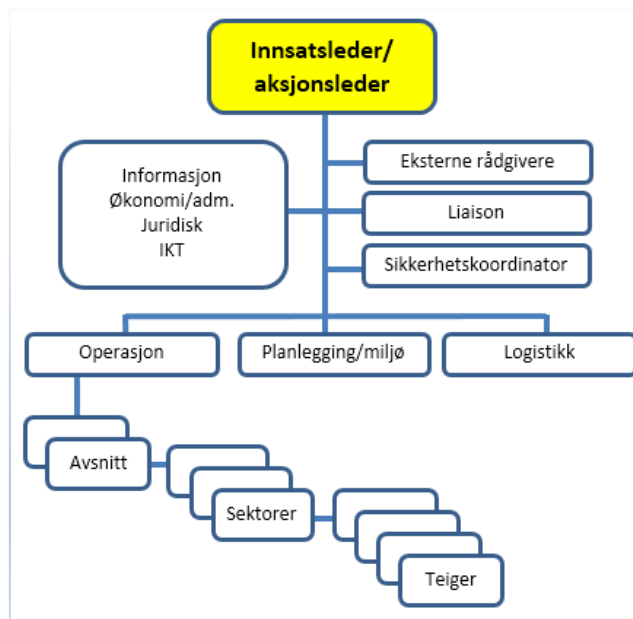 Innsatsleder/
aksjonsleder
Informasjon
Økonomi/adm.
Juridisk
IKT
Eksterne rådgivere
Liaison
Sikkerhetskoordinator
Operasjon
Planlegging/miljø
Logistikk
Avsnitt
Sektorer
Teiger